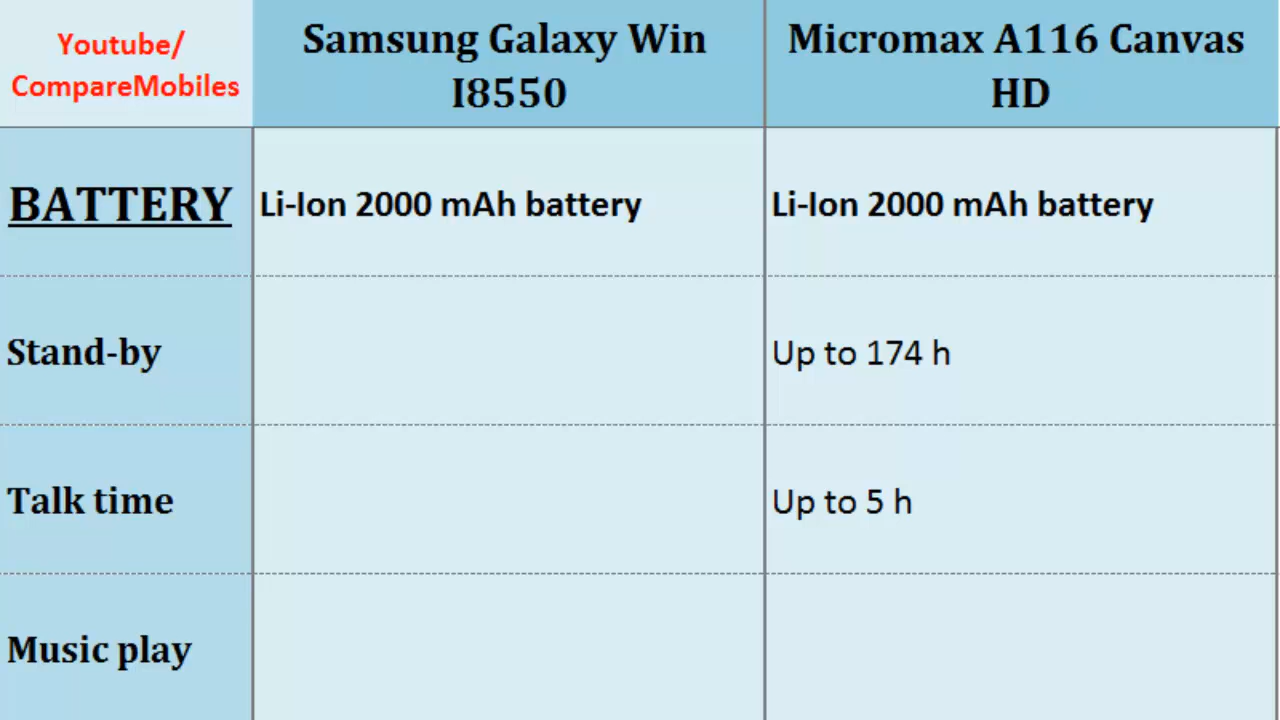 Youtube/
CompareMobiles
Samsung Galaxy Win
I8550
Micromax A116 Canvas
HD
BATTERY
Li-Ion 2000 mAh battery
Li-Ion 2000 mAh battery
Stand-by
Up to 174 h
Talk time
Up to 5 h
Music play